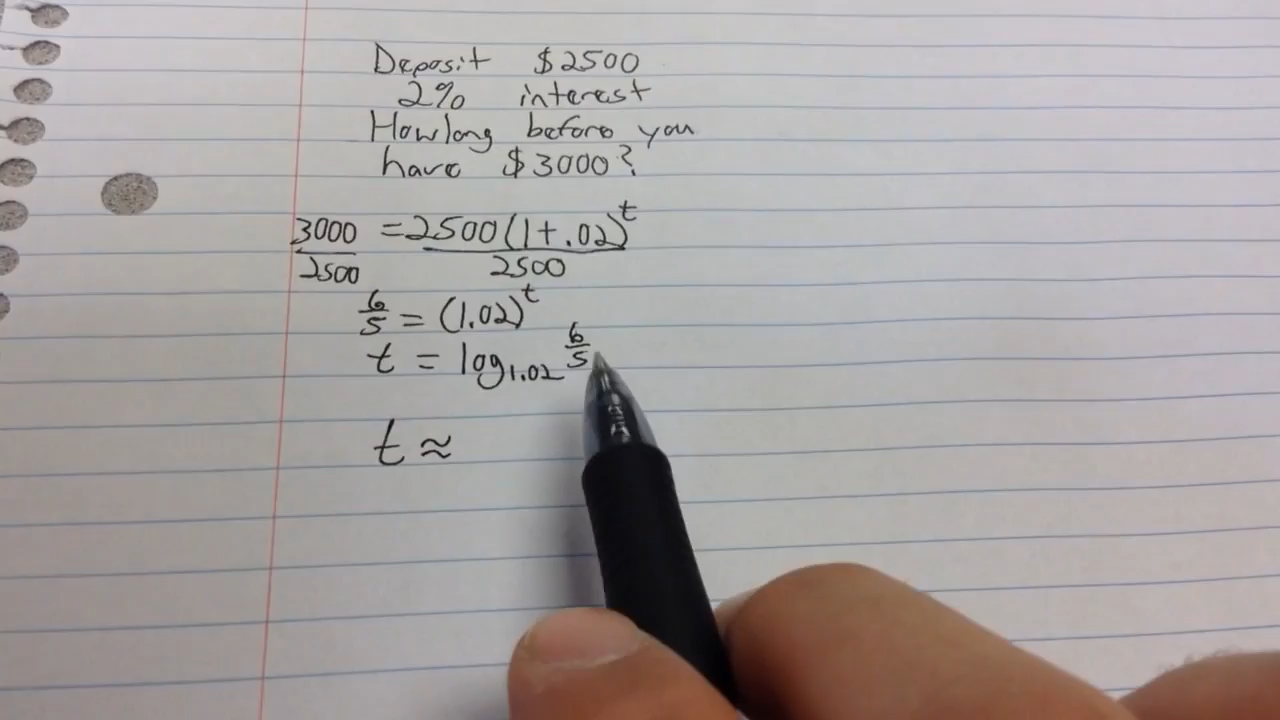 Deposit $2500
2% interest
How long before you
have $3000?
3000/2500 = 2500(1+.02)^t/2500
6/5 = (1.02)^t
t = log_1.02 6/5
t ≈